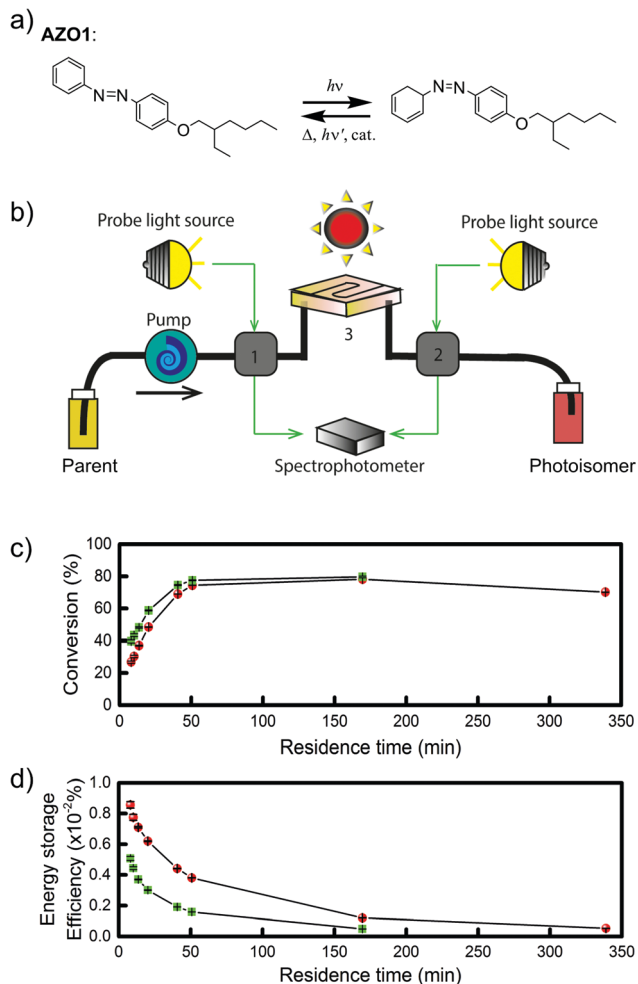 a)
AZO1:
N=N
O
hν
Δ, hν', cat.
N=N
O
b)
Probe light source
Probe light source
Pump
1
3
2
Parent
Spectrophotometer
Photoisomer
c)
Conversion (%)
100
80
60
40
20
0
0 50 100 150 200 250 300 350
Residence time (min)
d)
Energy storage
Efficiency (x10⁻²%)
1.0
0.8
0.6
0.4
0.2
0.0
0 50 100 150 200 250 300 350
Residence time (min)